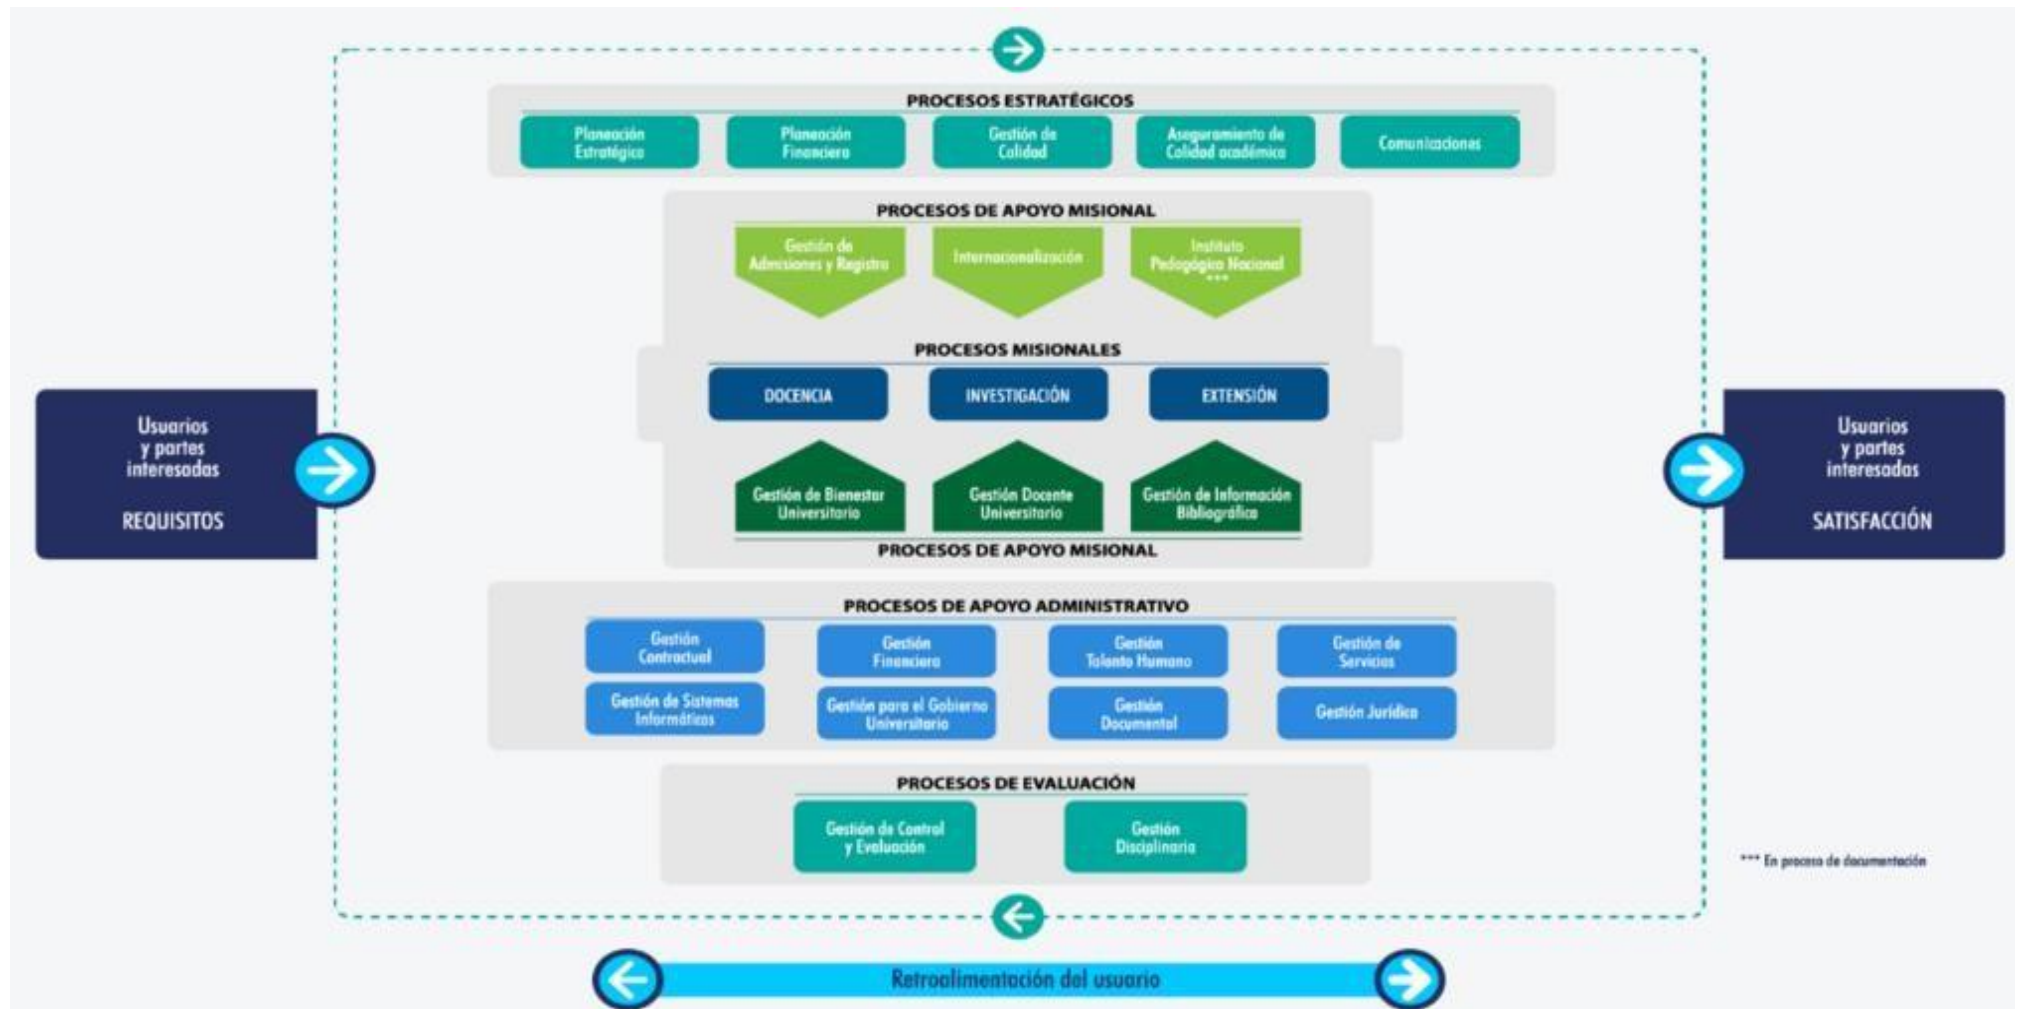 PROCESOS ESTRATÉGICOS
Planeación
Estratégica
Planeación
Financiera
Gestión de
Calidad
Aseguramiento de
Calidad académica
Comunicaciones
PROCESOS DE APOYO MISIONAL
Gestión de
Admisiones y Registro
Internacionalización
Instituto
Pedagógico Nacional
***
PROCESOS MISIONALES
DOCENCIA
INVESTIGACIÓN
EXTENSIÓN
Usuarios
y partes
interesadas
REQUISITOS
Usuarios
y partes
interesadas
SATISFACCIÓN
Gestión de Bienestar
Universitario
Gestión Docente
Universitario
Gestión de Información
Bibliográfica
PROCESOS DE APOYO MISIONAL
PROCESOS DE APOYO ADMINISTRATIVO
Gestión
Contractual
Gestión
Financiera
Gestión
Talento Humano
Gestión de
Servicios
Gestión de Sistemas
Informáticos
Gestión para el Gobierno
Universitario
Gestión
Documental
Gestión Jurídica
PROCESOS DE EVALUACIÓN
Gestión de Control
y Evaluación
Gestión
Disciplinaria
*** En proceso de documentación
Retroalimentación del usuario